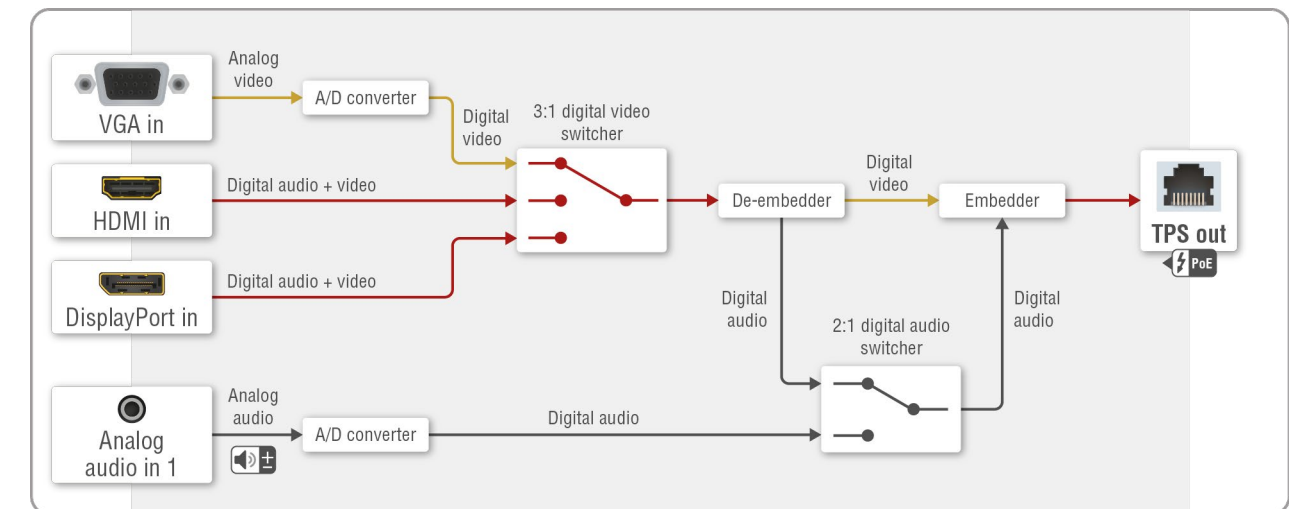 Analog
video
VGA in
A/D converter
Digital
video
3:1 digital video
switcher
HDMI in
Digital audio + video
De-embedder
Digital
video
Embedder
TPS out
PoE
DisplayPort in
Digital audio + video
Digital
audio
Digital
audio
2:1 digital audio
switcher
Analog
audio in 1
Analog
audio
A/D converter
Digital audio